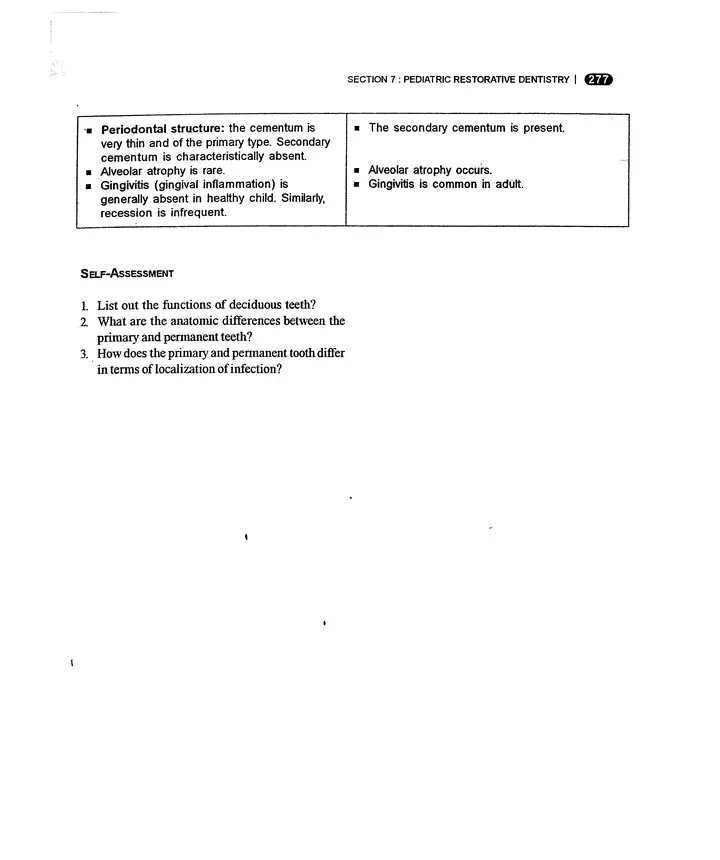 SECTION 7 : PEDIATRIC RESTORATIVE DENTISTRY | 277
▪ Periodontal structure: the cementum is
very thin and of the primary type. Secondary
cementum is characteristically absent.
▪ Alveolar atrophy is rare.
▪ Gingivitis (gingival inflammation) is
generally absent in healthy child. Similarly,
recession is infrequent.
▪ The secondary cementum is present.
▪ Alveolar atrophy occurs.
▪ Gingivitis is common in adult.
SELF-ASSESSMENT
1. List out the functions of deciduous teeth?
2. What are the anatomic differences between the
primary and permanent teeth?
3. How does the primary and permanent tooth differ
in terms of localization of infection?